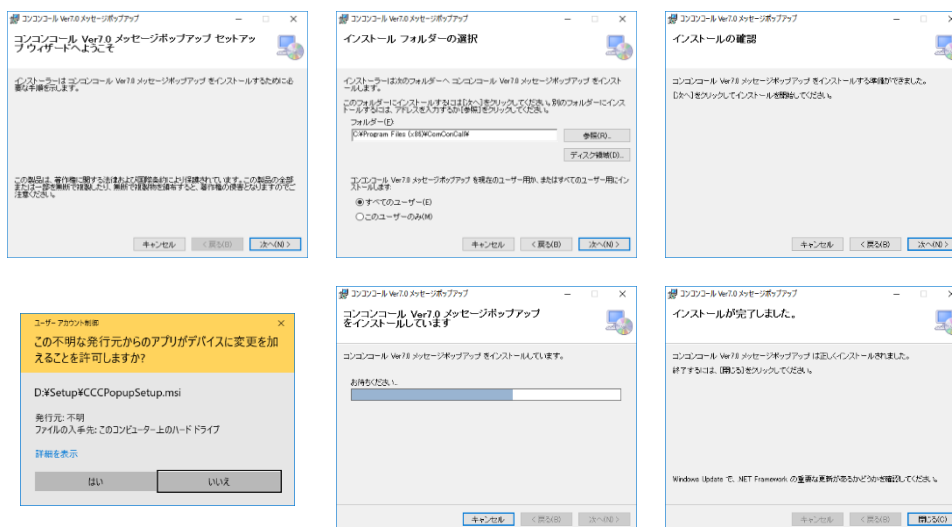 コンコンコール Ver7.0 メッセージポップアップ
コンコンコール Ver7.0 メッセージポップアップ セットアッ
プ ウィザードへようこそ
インストーラーは コンコンコール Ver7.0 メッセージポップアップ をインストールするために必
要な手順を示します。
この製品は、著作権に関する法律および国際条約により保護されています。この製品の全部
または一部を無断で複製したり、無断で複製物を頒布すると、著作権の侵害となりますのでご
注意ください。
キャンセル
< 戻る(B)
次へ(N) >
コンコンコール Ver7.0 メッセージポップアップ
インストール フォルダーの選択
インストーラーは次のフォルダーへ コンコンコール Ver7.0 メッセージポップアップ をインスト
ールします。
このフォルダーにインストールするには[次へ]をクリックしてください。別のフォルダーにインス
トールするには、アドレスを入力するか[参照]をクリックしてください。
フォルダー(F):
C:¥Program Files (x86)¥ComConCall¥
参照(R)...
ディスク領域(D)...
コンコンコール Ver7.0 メッセージポップアップ を現在のユーザー用か、またはすべてのユーザー用にイン
ストールします:
すべてのユーザー(E)
このユーザーのみ(M)
キャンセル
< 戻る(B)
次へ(N) >
コンコンコール Ver7.0 メッセージポップアップ
インストールの確認
コンコンコール Ver7.0 メッセージポップアップ をインストールする準備ができました。
[次へ]をクリックしてインストールを開始してください。
キャンセル
< 戻る(B)
次へ(N) >
ユーザー アカウント制御
この不明な発行元からのアプリがデバイスに変更を加
えることを許可しますか?
D:¥Setup¥CCCPopupSetup.msi
発行元: 不明
ファイルの入手先: このコンピューター上のハード ドライブ
詳細を表示
はい
いいえ
コンコンコール Ver7.0 メッセージポップアップ
コンコンコール Ver7.0 メッセージポップアップ
をインストールしています
コンコンコール Ver7.0 メッセージポップアップ をインストールしています。
お待ちください...
キャンセル
< 戻る(B)
次へ(N) >
コンコンコール Ver7.0 メッセージポップアップ
インストールが完了しました。
コンコンコール Ver7.0 メッセージポップアップ は正しくインストールされました。
終了するには、[閉じる]をクリックしてください。
Windows Update で、.NET Framework の重要な更新があるかどうかを確認してください。
キャンセル
< 戻る(B)
閉じる(C)